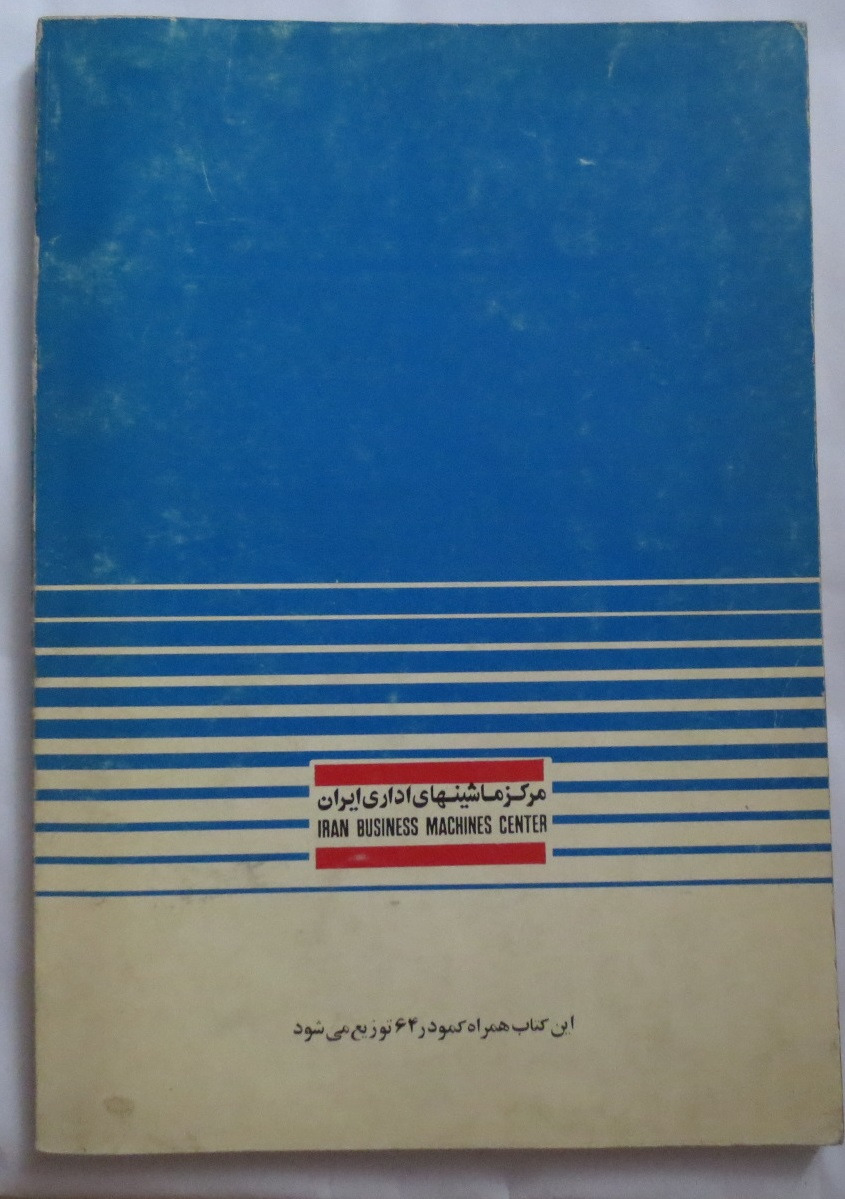 مرکز ماشینهای اداری ایران
IRAN BUSINESS MACHINES CENTER
این کتاب همراه کمودر ۶۴ توزیع می شود